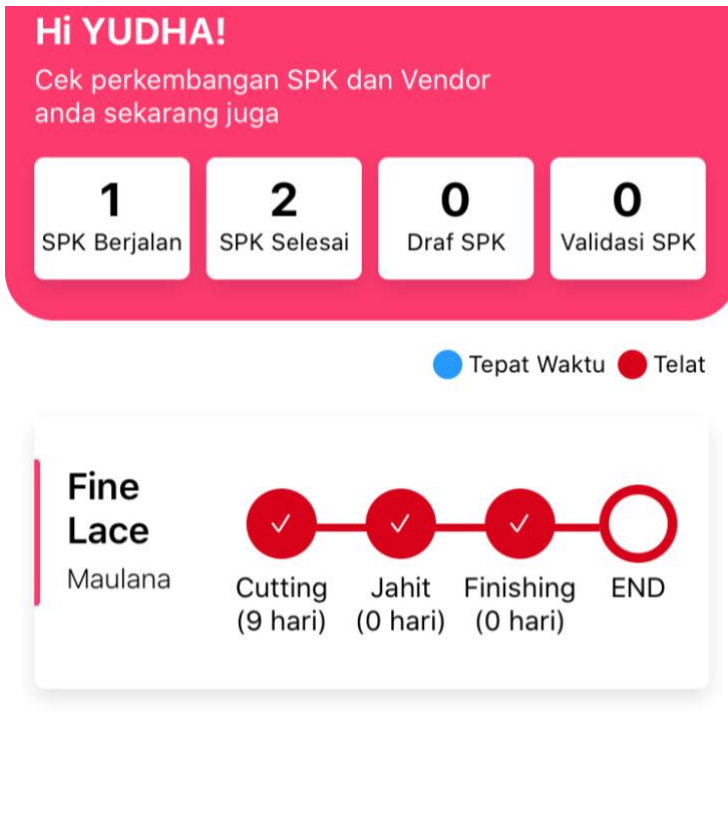 Hi YUDHA!
Cek perkembangan SPK dan Vendor
anda sekarang juga
1
SPK Berjalan
2
SPK Selesai
0
Draf SPK
0
Validasi SPK
Tepat Waktu
Telat
Fine
Lace
Maulana
Cutting
(9 hari)
Jahit
(0 hari)
Finishing
(0 hari)
END